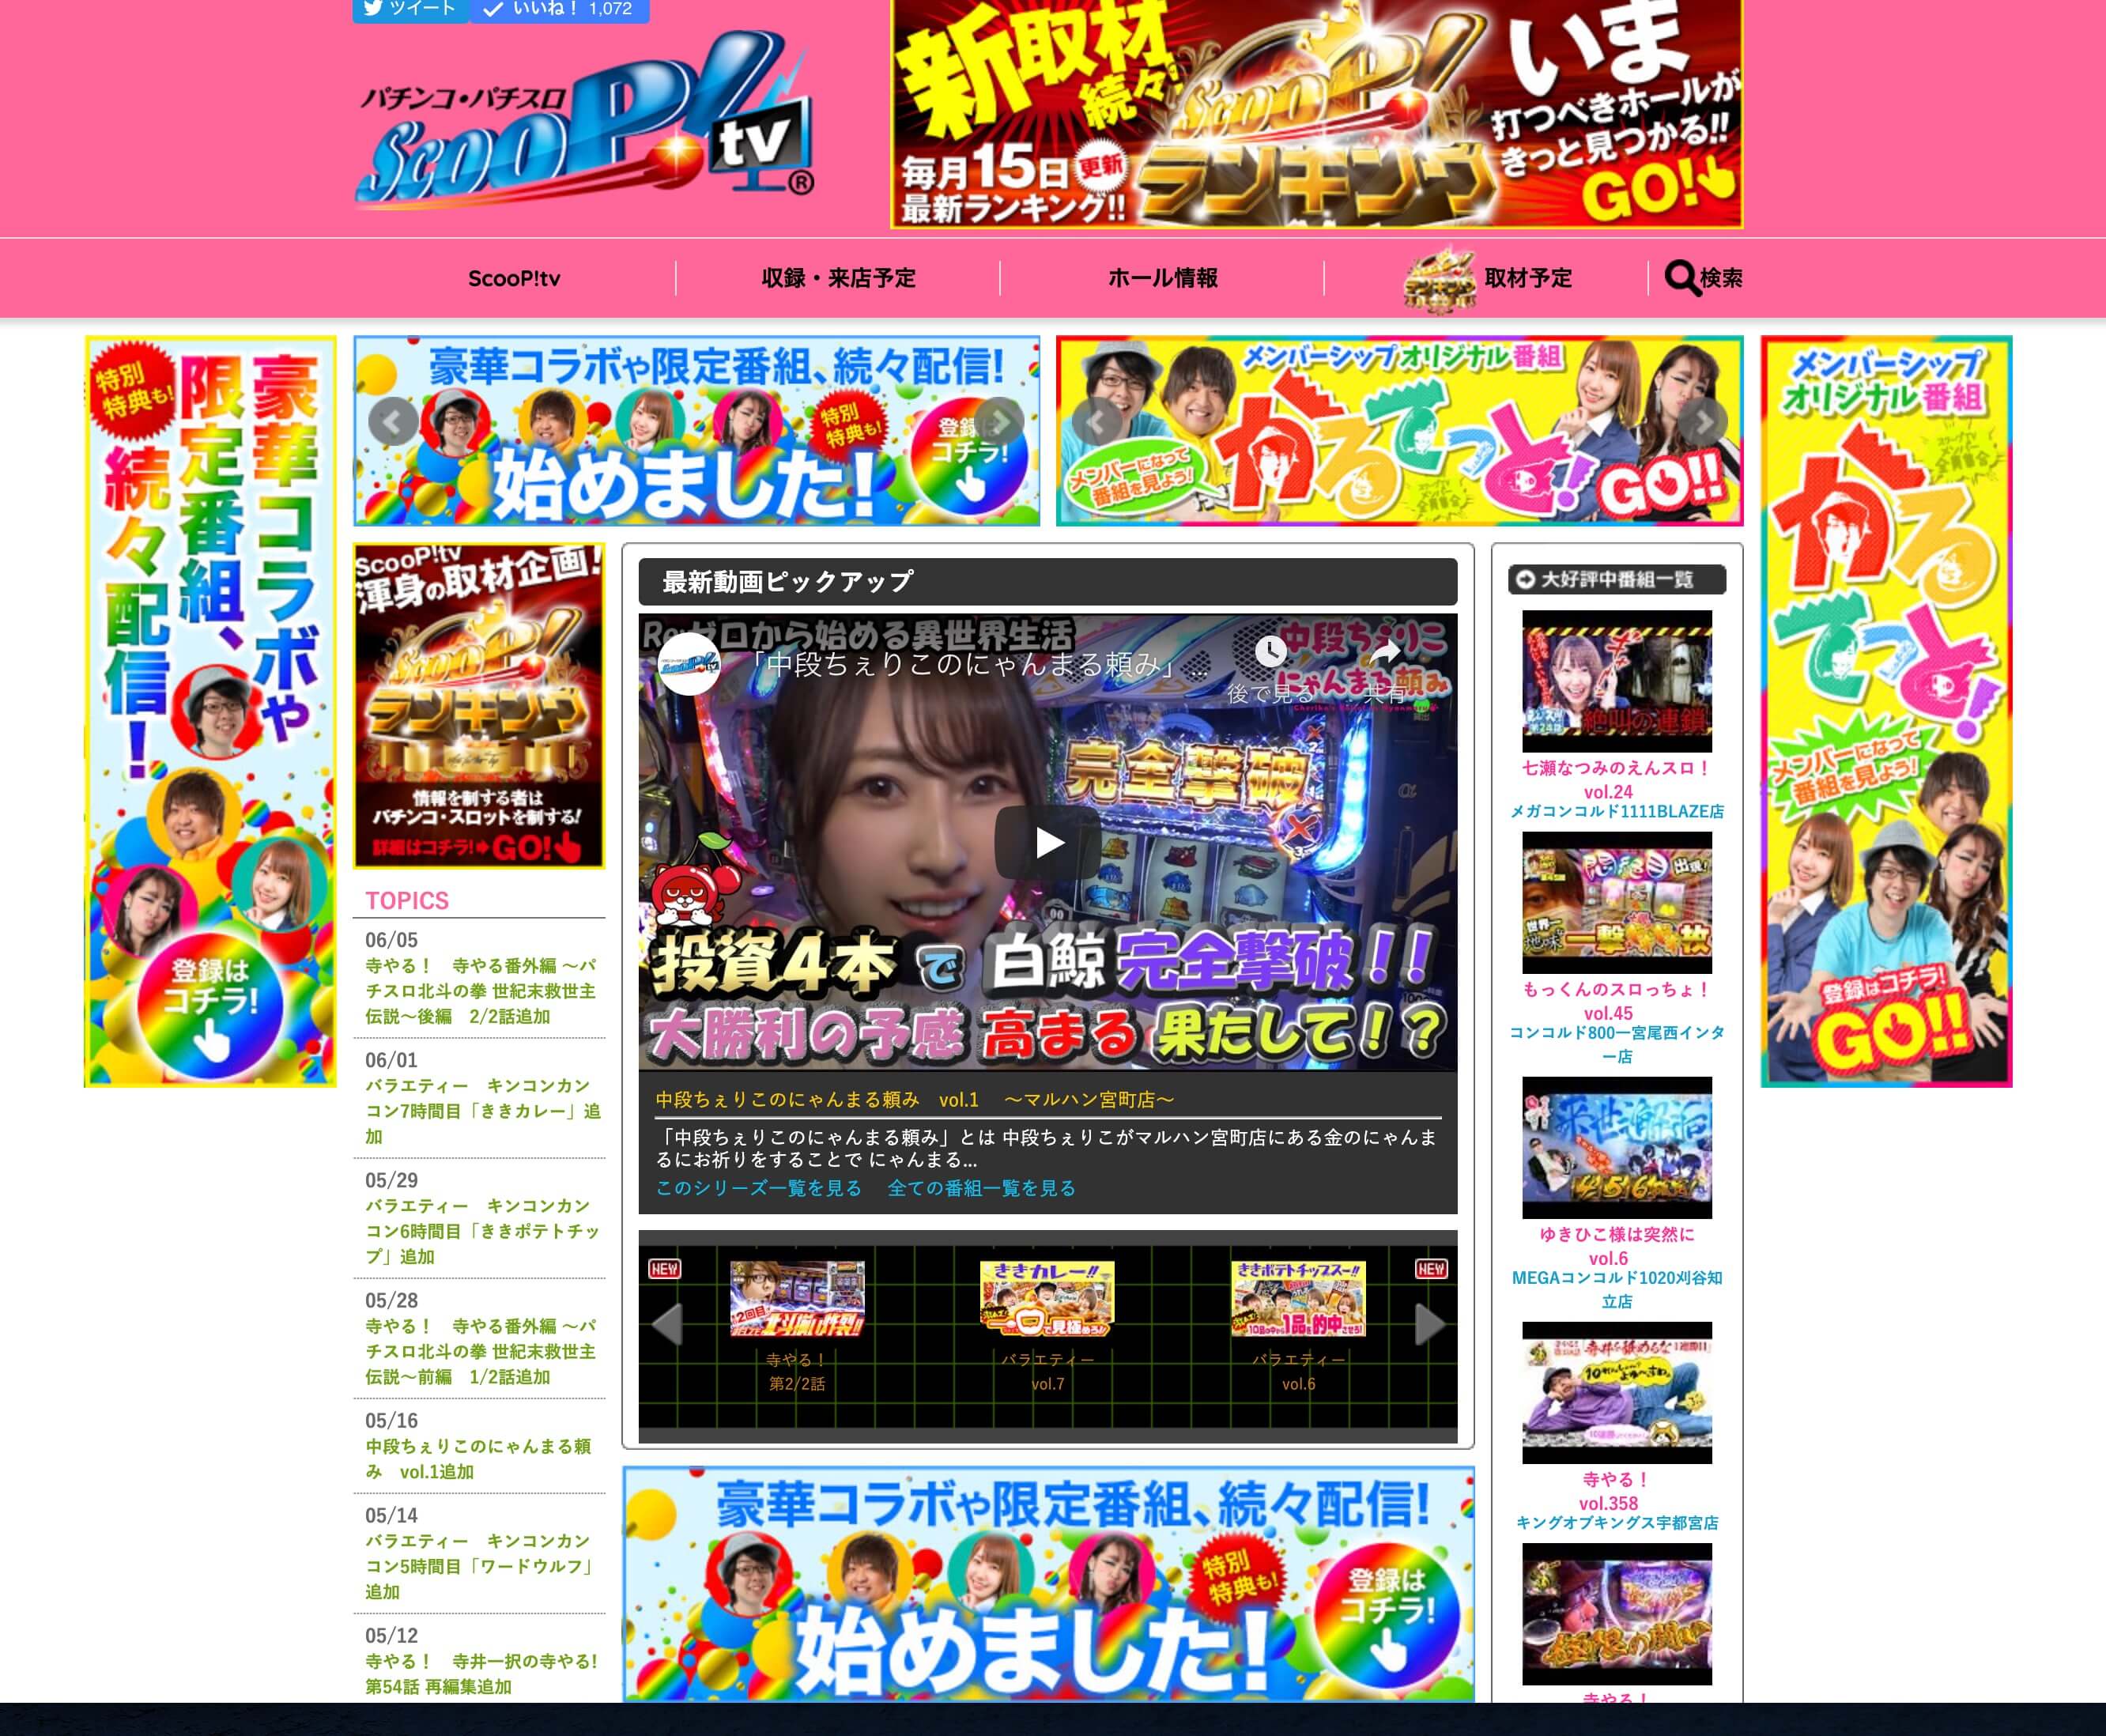 ツイート
いいね！ 1,072
パチンコ・パチスロ
ScooP!tv®
新取材続々!
毎月15日更新
最新ランキング!!
ScooP!
ランキング
いま
打つべきホールが
きっと見つかる!!
GO!
ScooP!tv
収録・来店予定
ホール情報
取材予定
検索
特別特典も!
豪華コラボや
限定番組、
続々配信!
登録は
コチラ!
豪華コラボや限定番組、続々配信!
特別特典も!
始めました!
コチラ!
メンバーシップオリジナル番組
かるてっと!
メンバーになって
番組を見よう!
GO!!
メンバーシップ
オリジナル番組
かる
てっと!
メンバーになって
番組を見よう!
登録はコチラ!
GO!!
ScooP!tv
渾身の取材企画!
ScooP!
ランキング
情報を制する者は
パチンコ・スロットを制する!
詳細はコチラ!➡GO!
TOPICS
06/05
寺やる！　寺やる番外編 〜パ
チスロ北斗の拳 世紀末救世主
伝説〜後編　2/2話追加
06/01
バラエティー　キンコンカン
コン7時間目「ききカレー」追
加
05/29
バラエティー　キンコンカン
コン6時間目「ききポテトチッ
プ」追加
05/28
寺やる！　寺やる番外編 〜パ
チスロ北斗の拳 世紀末救世主
伝説〜前編　1/2話追加
05/16
中段ちぇりこのにゃんまる頼
み　vol.1追加
05/14
バラエティー　キンコンカン
コン5時間目「ワードウルフ」
追加
05/12
寺やる！　寺井一択の寺やる!
第54話 再編集追加
最新動画ピックアップ
Re:ゼロから始める異世界生活
中段ちぇりこ
にゃんまる頼み
「中段ちぇりこのにゃんまる頼み」...
後で見る
共有
完全撃破
投資4本で 白鯨 完全撃破!!
大勝利の予感 高まる 果たして!?
中段ちぇりこのにゃんまる頼み　vol.1　〜マルハン宮町店〜
「中段ちぇりこのにゃんまる頼み」とは 中段ちぇりこがマルハン宮町店にある金のにゃんま
るにお祈りをすることで にゃんまる...
このシリーズ一覧を見る　全ての番組一覧を見る
NEW
2回目
ききカレー!!
ききポテトチップスー!!
NEW
寺やる！
第2/2話
バラエティー
vol.7
バラエティー
vol.6
豪華コラボや限定番組、続々配信!
特別特典も!
始めました!
登録は
コチラ!
大好評中番組一覧
絶叫の連鎖
七瀬なつみのえんスロ！
vol.24
メガコンコルド1111BLAZE店
もっくんのスロっちょ！
vol.45
コンコルド800一宮尾西インタ
ー店
来世邂逅
456
ゆきひこ様は突然に
vol.6
MEGAコンコルド1020刈谷知
立店
寺やる！
vol.358
キングオブキングス宇都宮店
極限の闘い
寺やる！